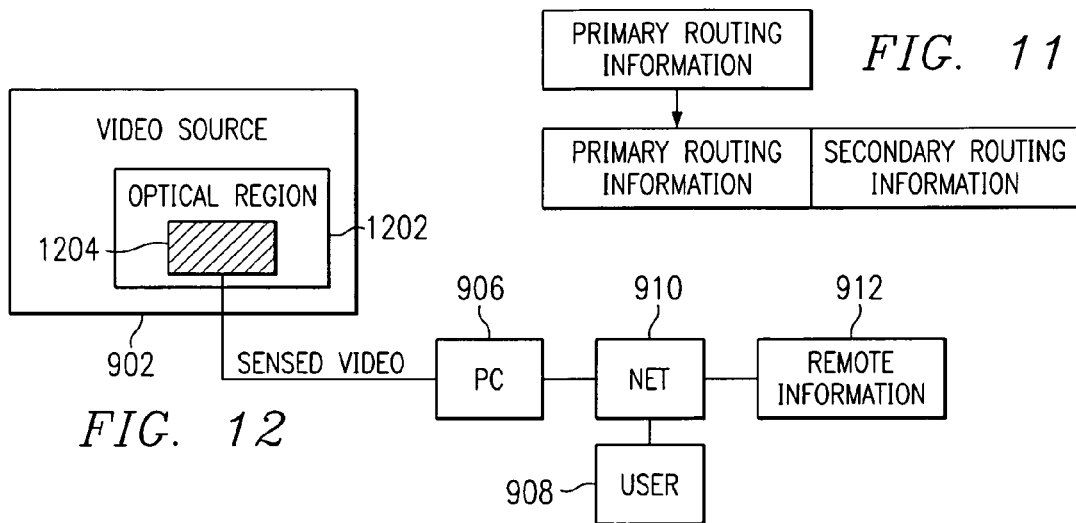 PRIMARY ROUTING
INFORMATION
FIG. 11
PRIMARY ROUTING
INFORMATION
SECONDARY ROUTING
INFORMATION
VIDEO SOURCE
OPTICAL REGION
1204
1202
902
SENSED VIDEO
906
PC
910
NET
912
REMOTE
INFORMATION
908
USER
FIG. 12